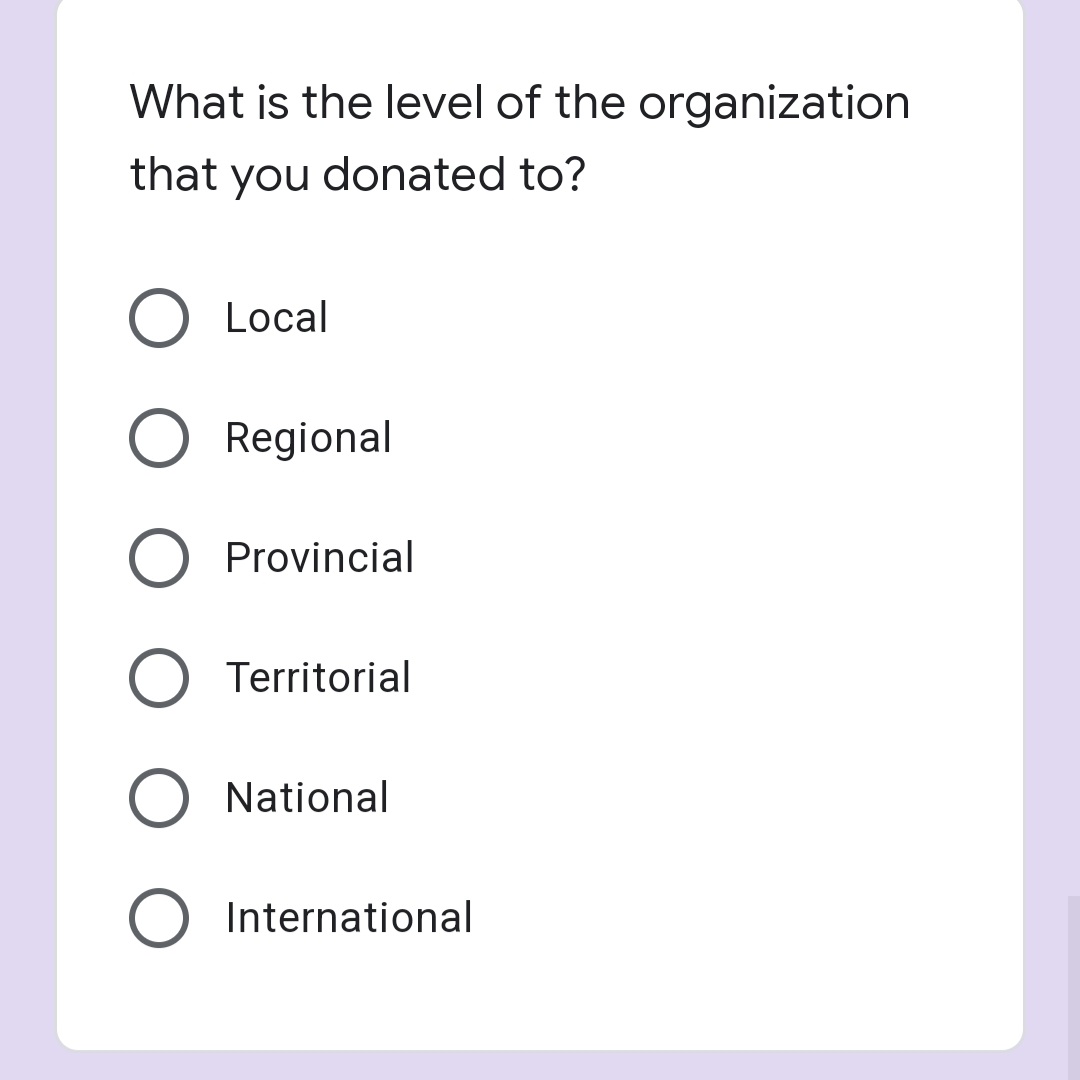 What is the level of the organization
that you donated to?
Local
Regional
Provincial
Territorial
National
International